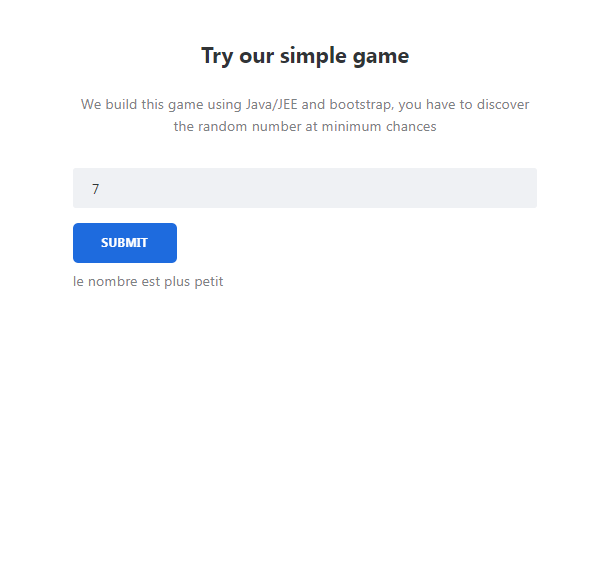 Try our simple game
We build this game using Java/JEE and bootstrap, you have to discover
the random number at minimum chances
7
SUBMIT
le nombre est plus petit